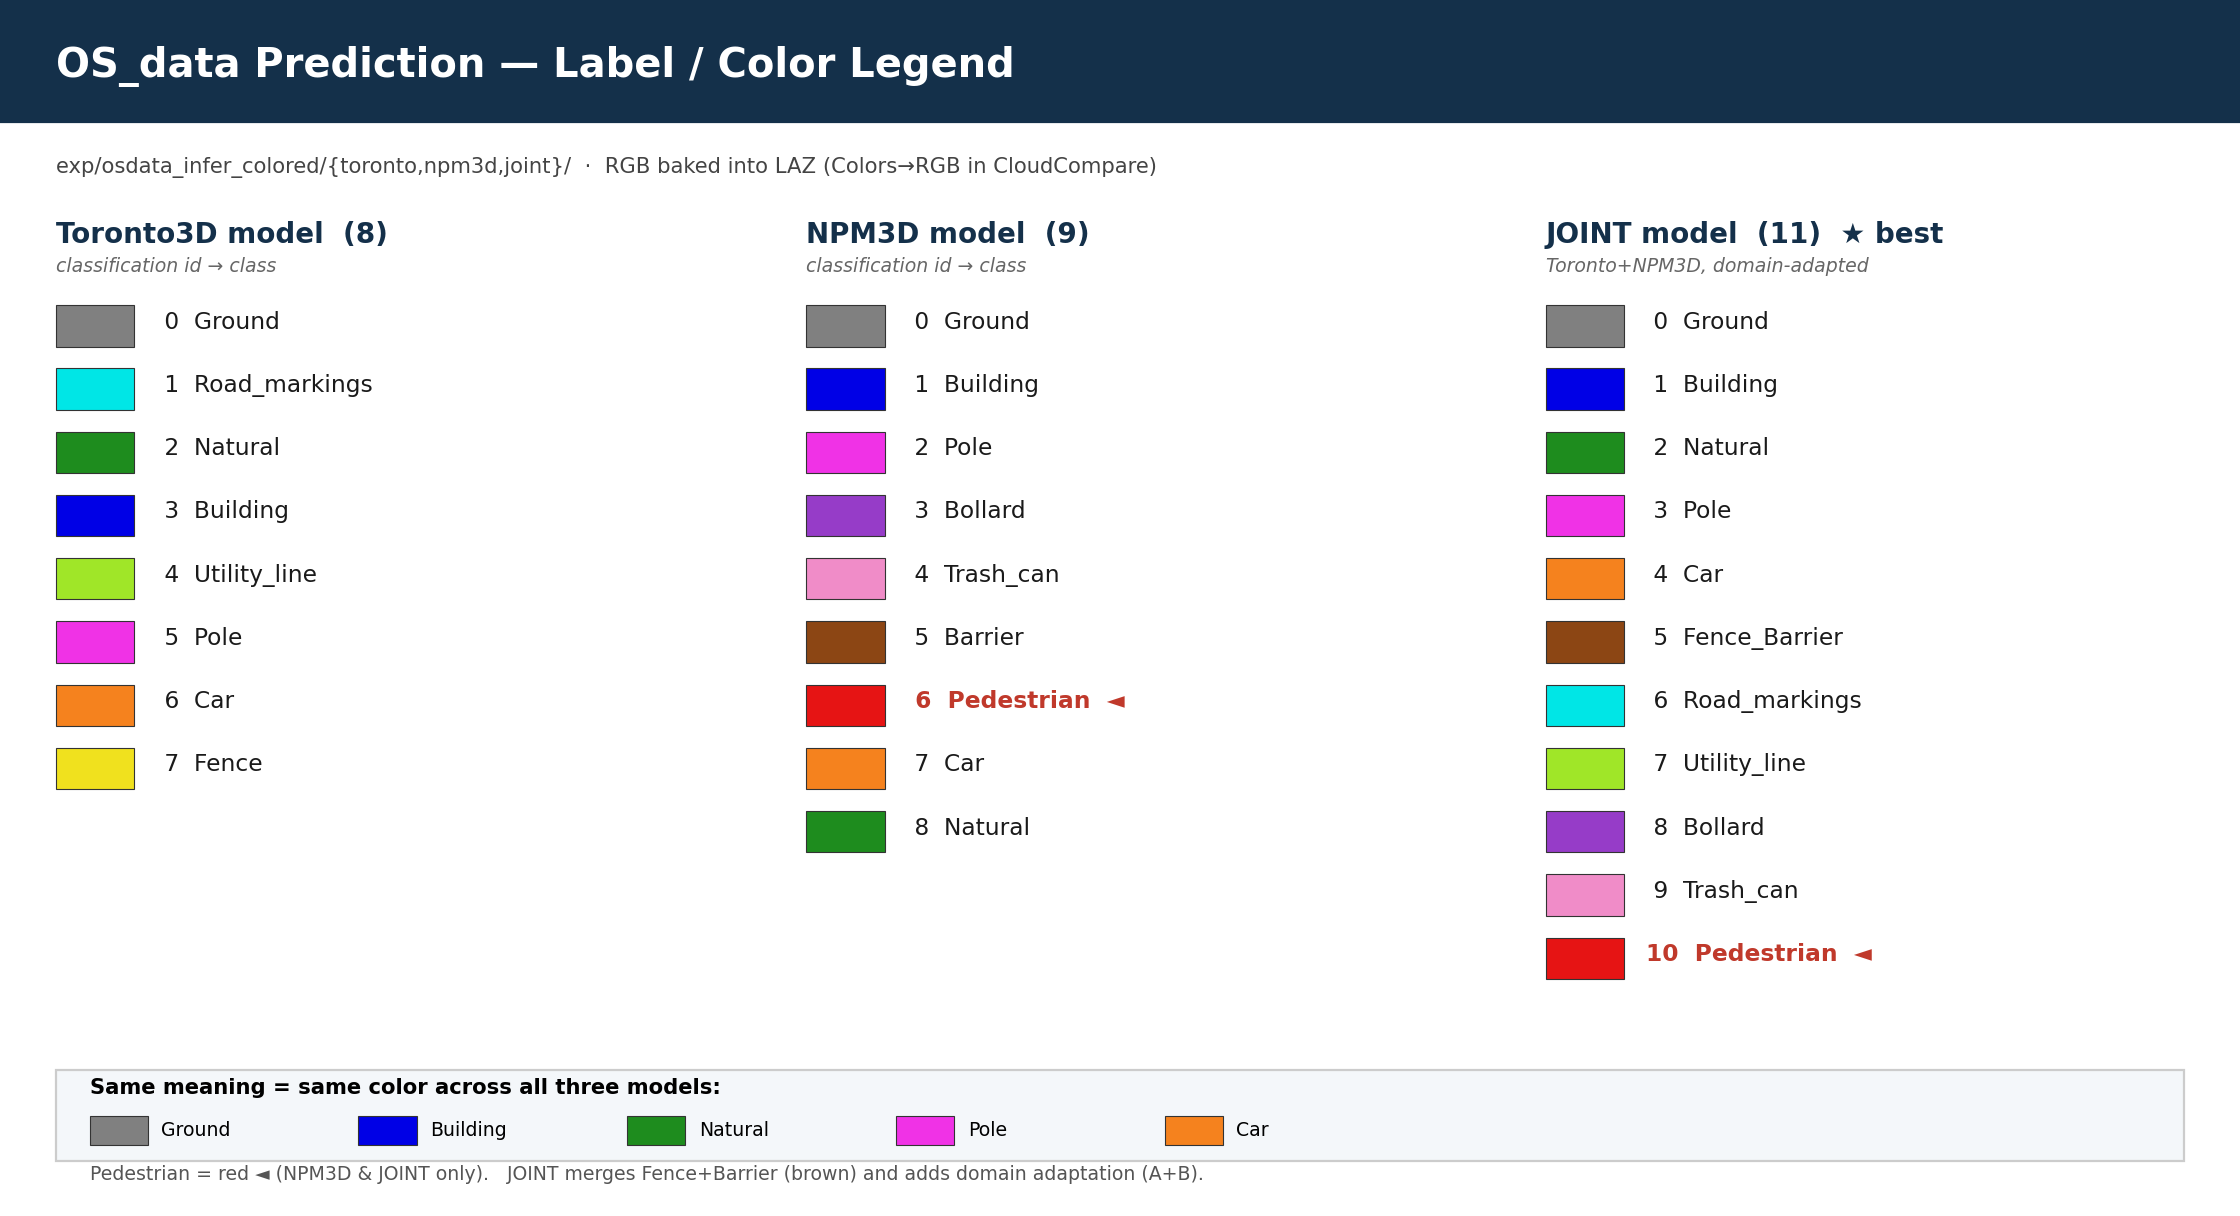 OS_data Prediction — Label / Color Legend
exp/osdata_infer_colored/{toronto,npm3d,joint}/  ·  RGB baked into LAZ (Colors→RGB in CloudCompare)
Toronto3D model  (8)
classification id → class
0  Ground
1  Road_markings
2  Natural
3  Building
4  Utility_line
5  Pole
6  Car
7  Fence
NPM3D model  (9)
classification id → class
0  Ground
1  Building
2  Pole
3  Bollard
4  Trash_can
5  Barrier
6  Pedestrian  ◄
7  Car
8  Natural
JOINT model  (11)  ★ best
Toronto+NPM3D, domain-adapted
0  Ground
1  Building
2  Natural
3  Pole
4  Car
5  Fence_Barrier
6  Road_markings
7  Utility_line
8  Bollard
9  Trash_can
10  Pedestrian  ◄
Same meaning = same color across all three models:
Ground  Building  Natural  Pole  Car
Pedestrian = red ◄ (NPM3D & JOINT only).   JOINT merges Fence+Barrier (brown) and adds domain adaptation (A+B).